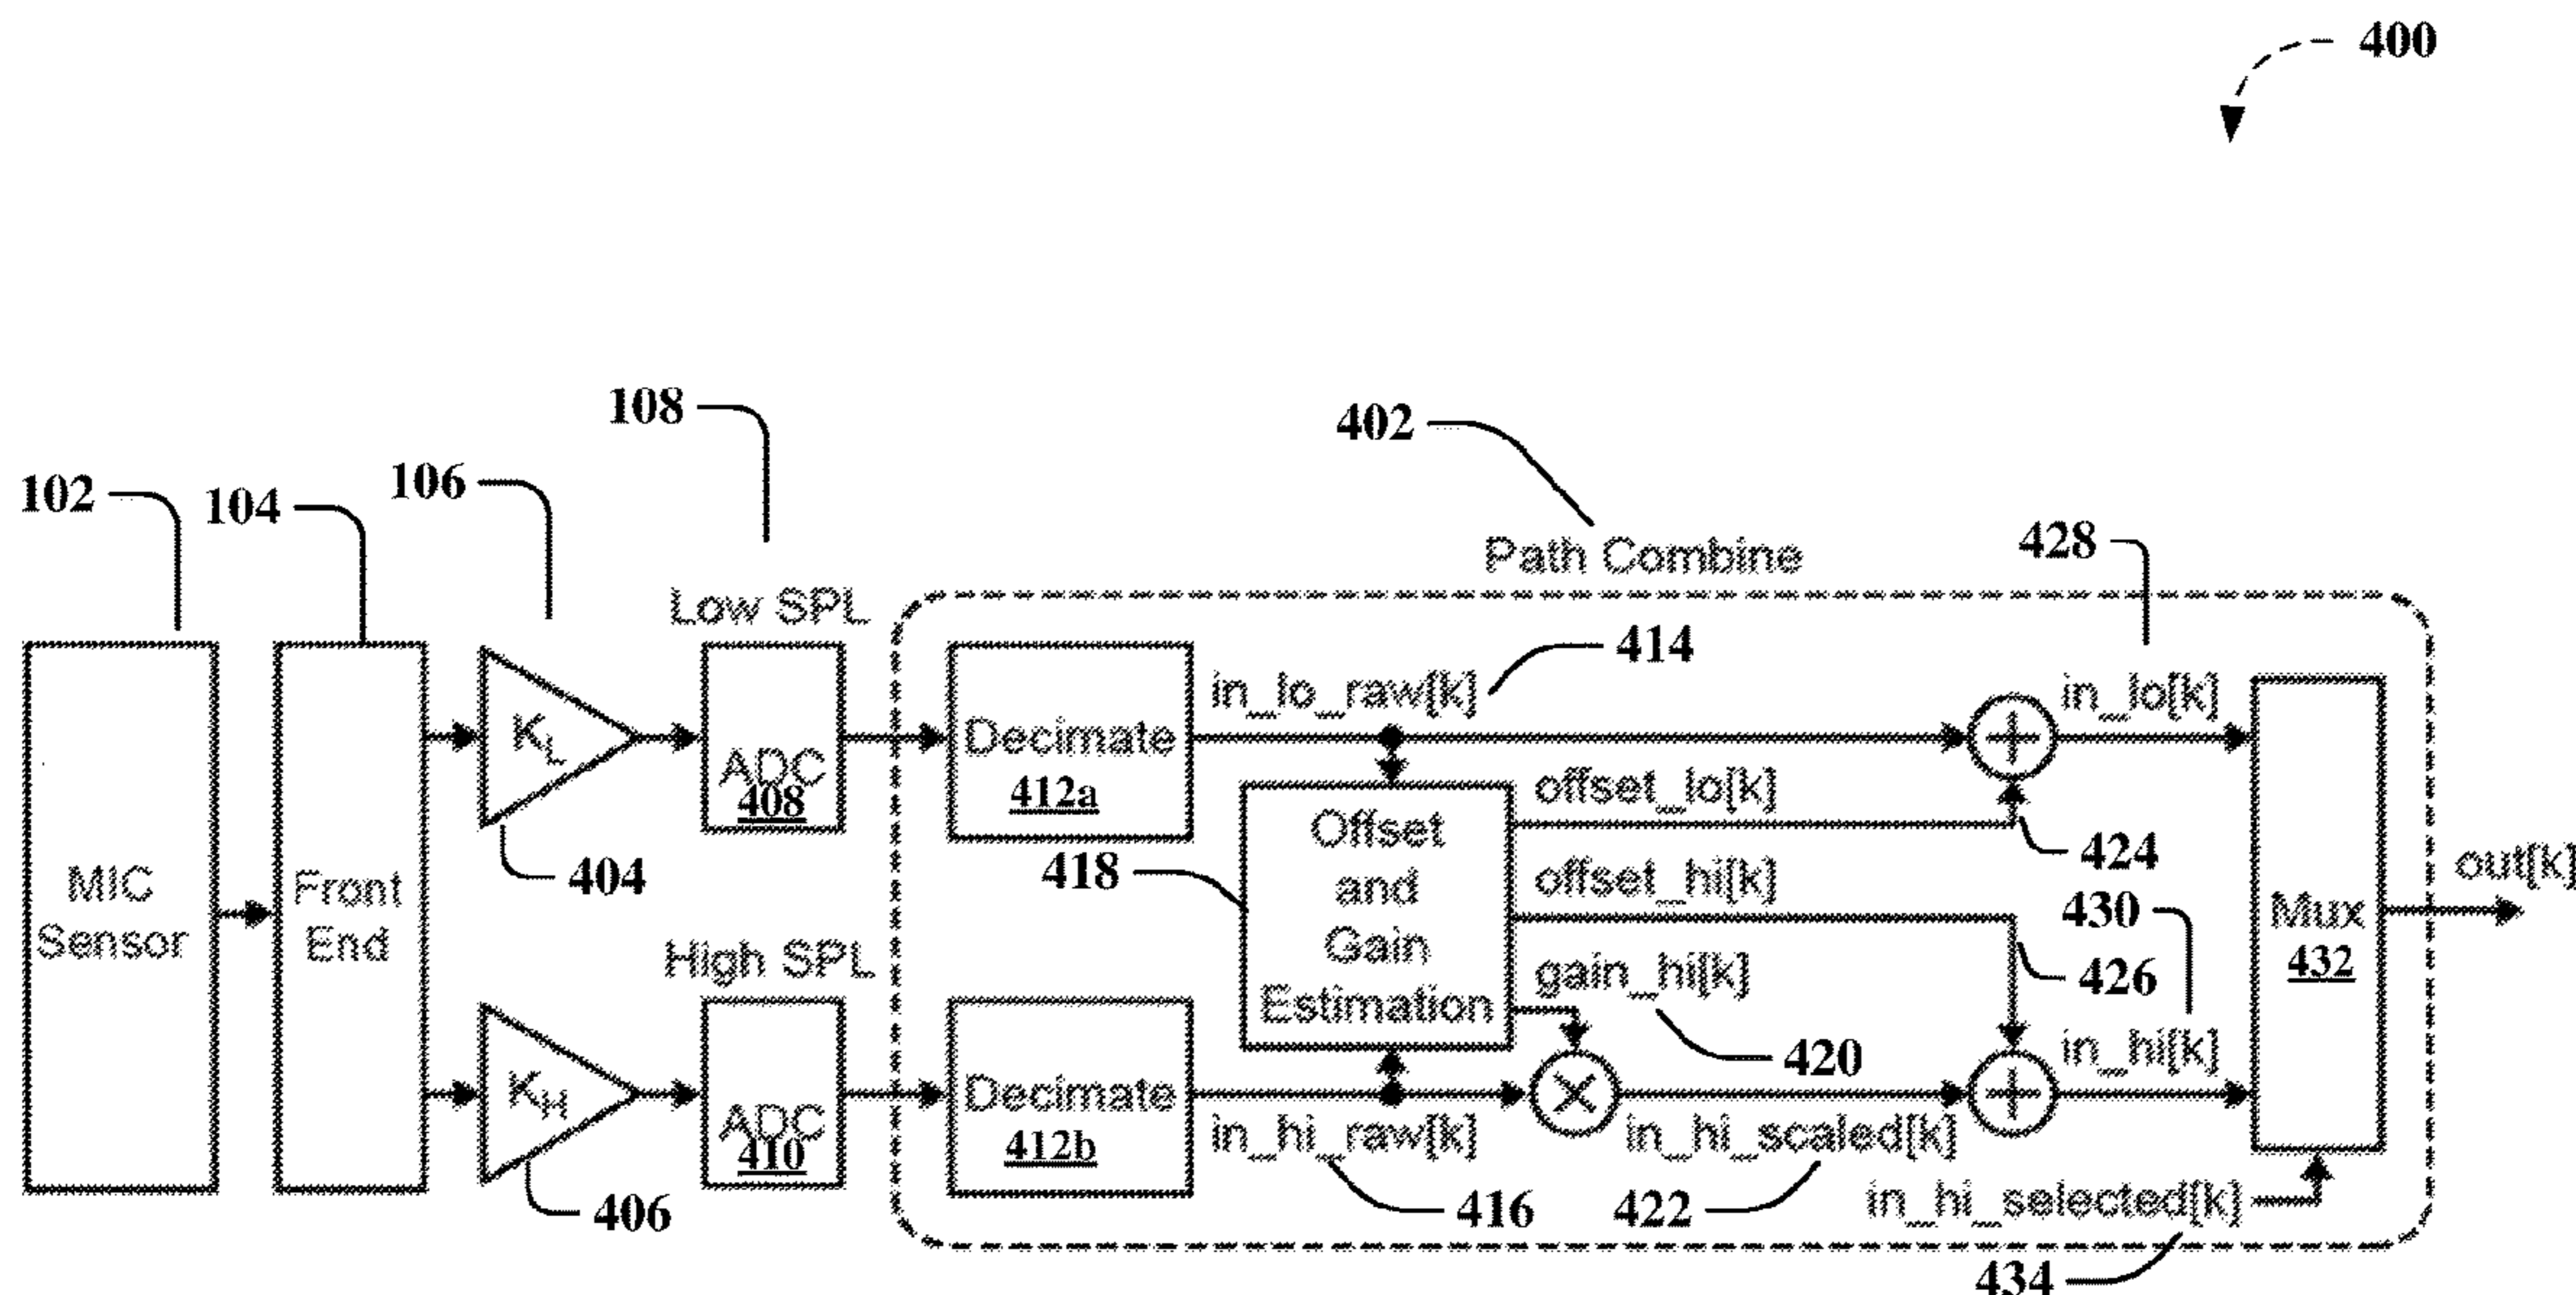 400
108
402
106
102
104
428
Path Combine
Low SPL
414
in_lo_raw[k]
in_lo[k]
K_L
Decimate
412a
ADC
408
offset_lo[k]
Offset
and
Gain
Estimation
424
404
418
offset_hi[k]
out[k]
MIC
Sensor
Front
End
430
Mux
432
High SPL
gain_hi[k]
426
420
in_hi[k]
K_H
Decimate
412b
ADC
410
in_hi_raw[k]
in_hi_scaled[k]
406
416
422
in_hi_selected[k]
434